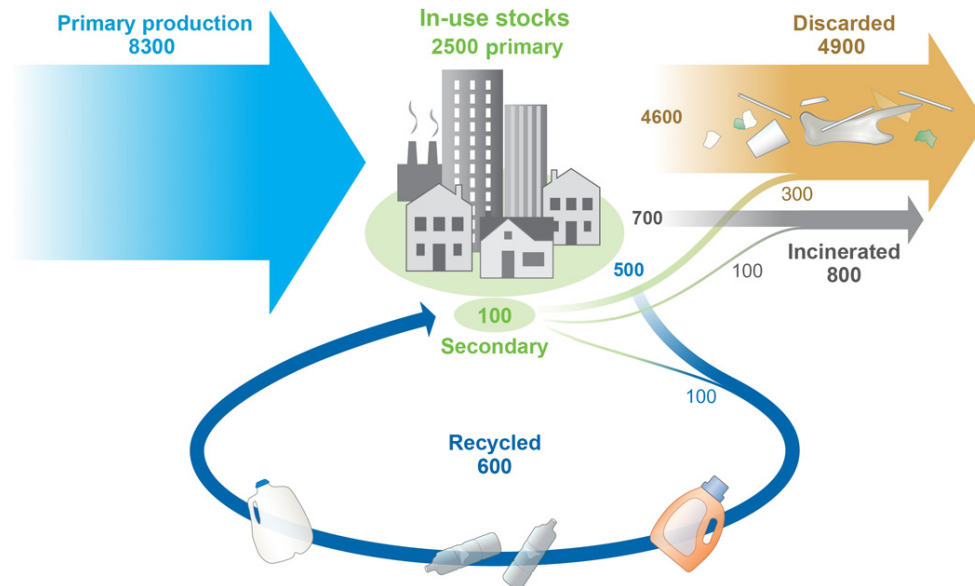 Primary production
8300
In-use stocks
2500 primary
Discarded
4900
4600
300
700
Incinerated
800
500
100
100
Secondary
100
Recycled
600